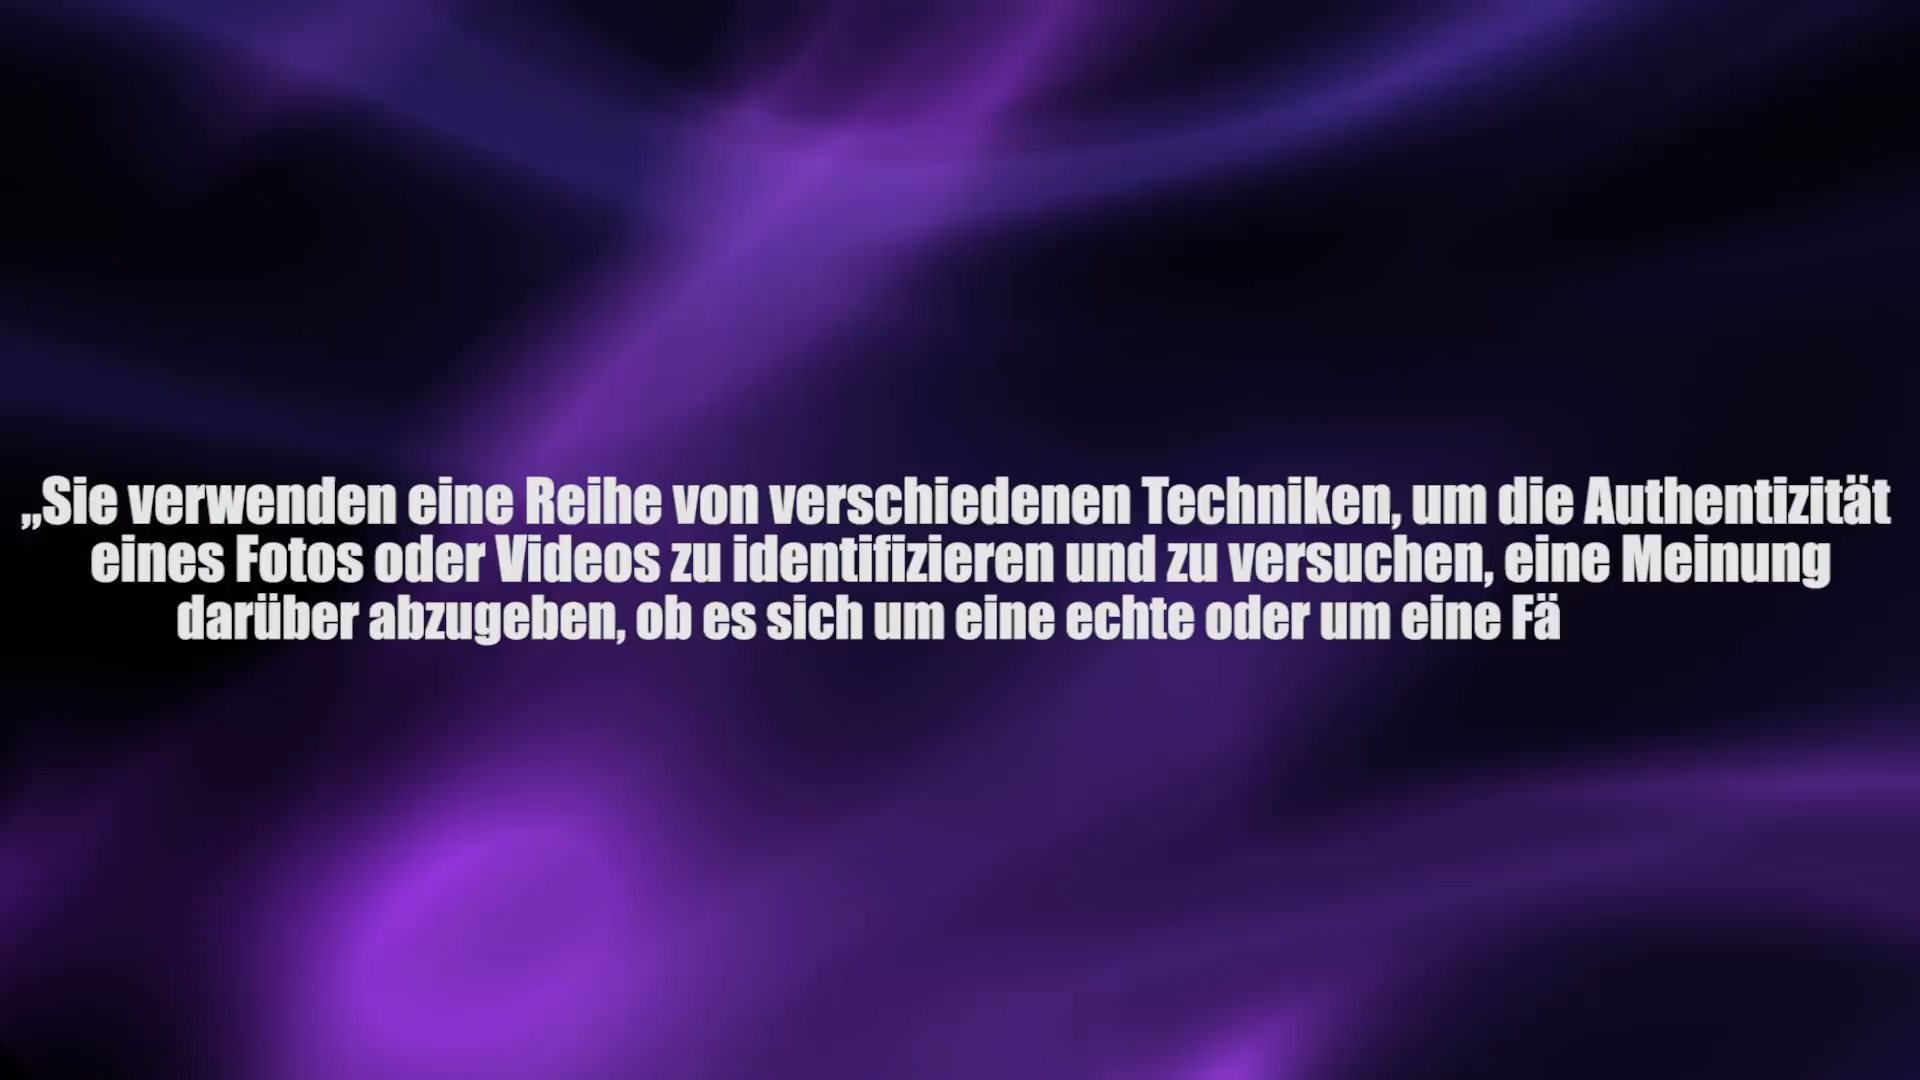 „Sie verwenden eine Reihe von verschiedenen Techniken, um die Authentizität
eines Fotos oder Videos zu identifizieren und zu versuchen, eine Meinung
darüber abzugeben, ob es sich um eine echte oder um eine Fä